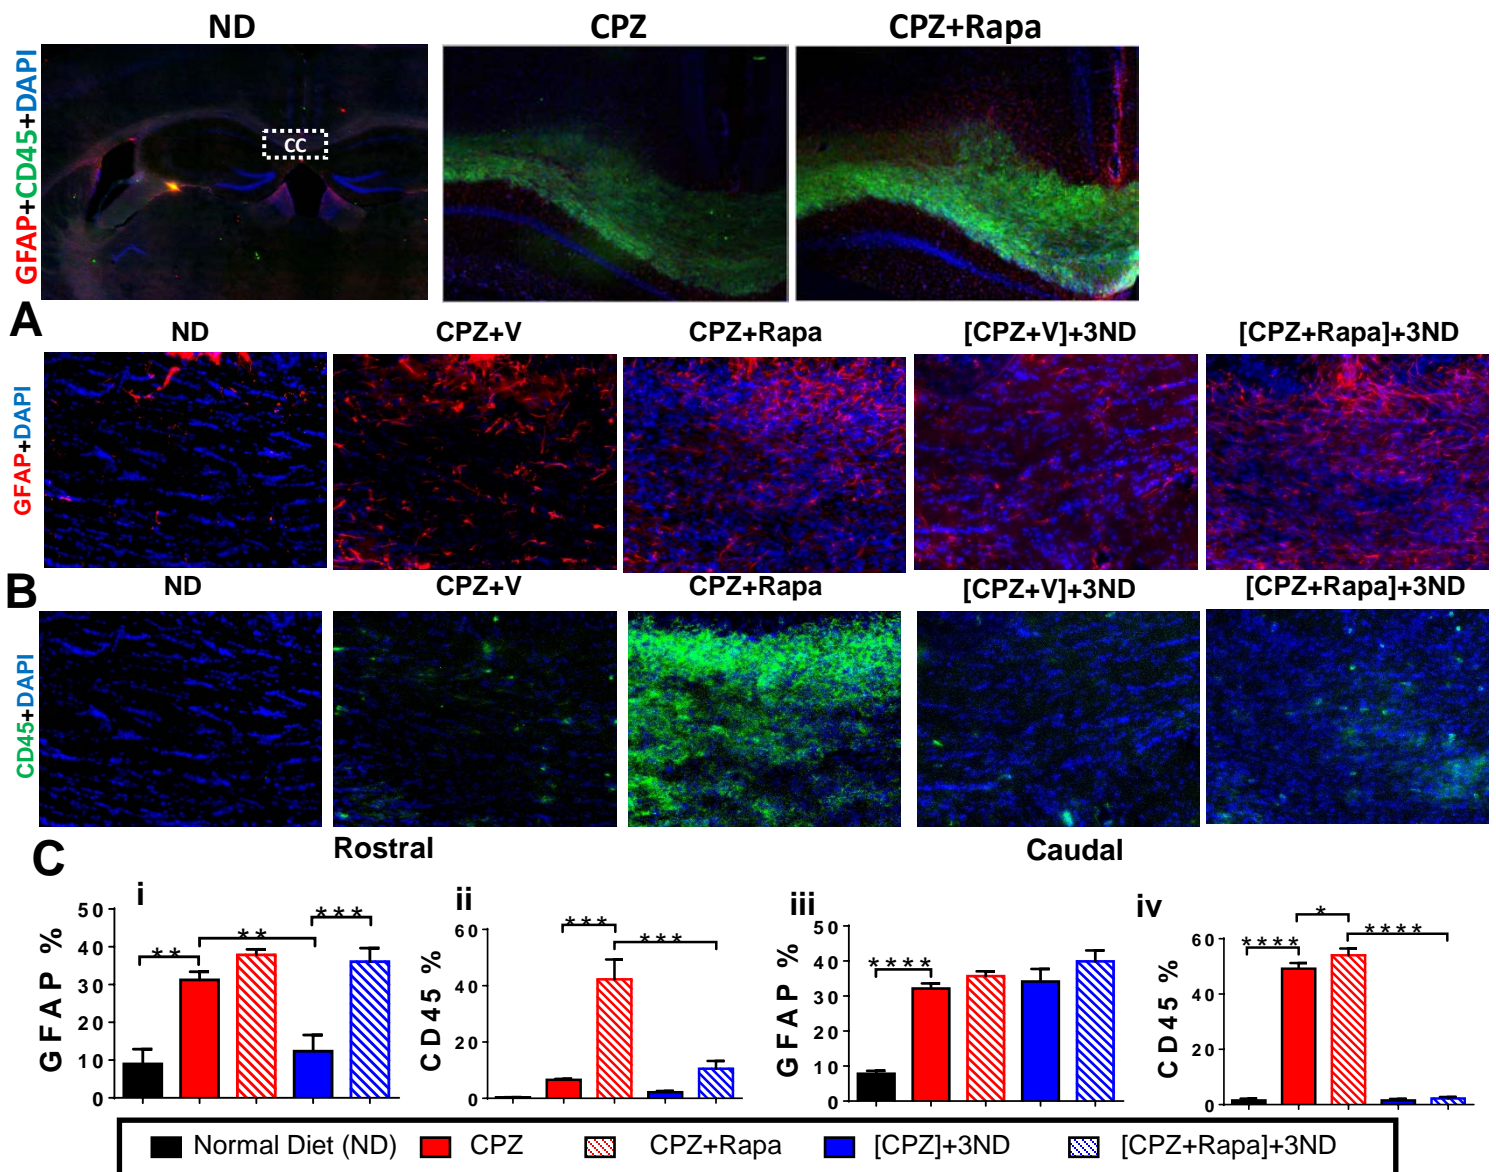 ND CPZ CPZ+Rapa
GFAP+CD45+DAPI
CC
A
ND CPZ+V CPZ+Rapa [CPZ+V]+3ND [CPZ+Rapa]+3ND
GFAP+DAPI
B
ND CPZ+V CPZ+Rapa [CPZ+V]+3ND [CPZ+Rapa]+3ND
CD45+DAPI
C
Rostral Caudal
i
GFAP %
50
40
30
20
10
0
** ** ***
ii
CD45 %
60
40
20
0
*** ***
iii
GFAP %
50
40
30
20
10
0
****
iv
CD45 %
60
40
20
0
**** * ****
Normal Diet (ND) CPZ CPZ+Rapa [CPZ]+3ND [CPZ+Rapa]+3ND